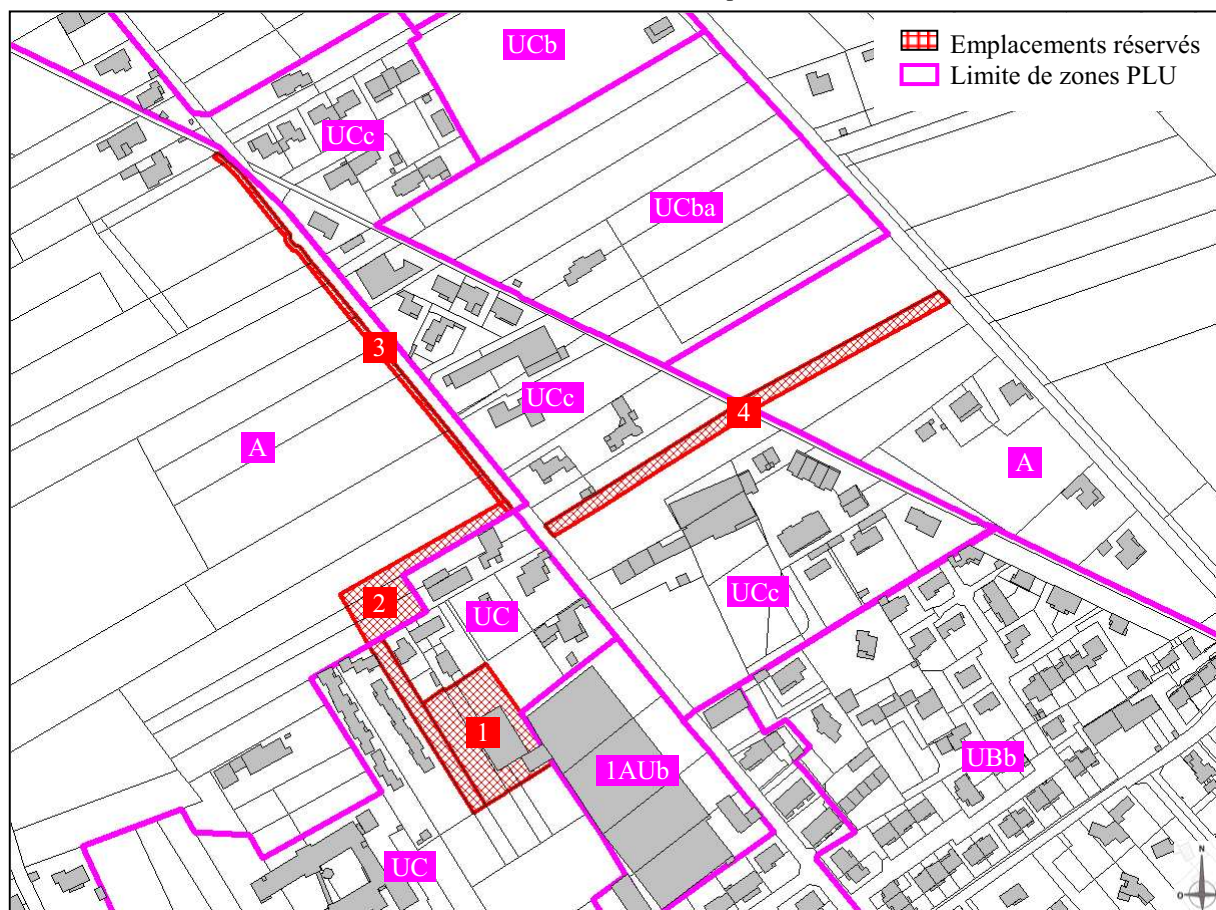 UCb
Emplacements réservés
Limite de zones PLU
UCc
UCba
3
UCc
4
A
A
2
UC
UCc
1
1AUb
UBb
UC
N
O